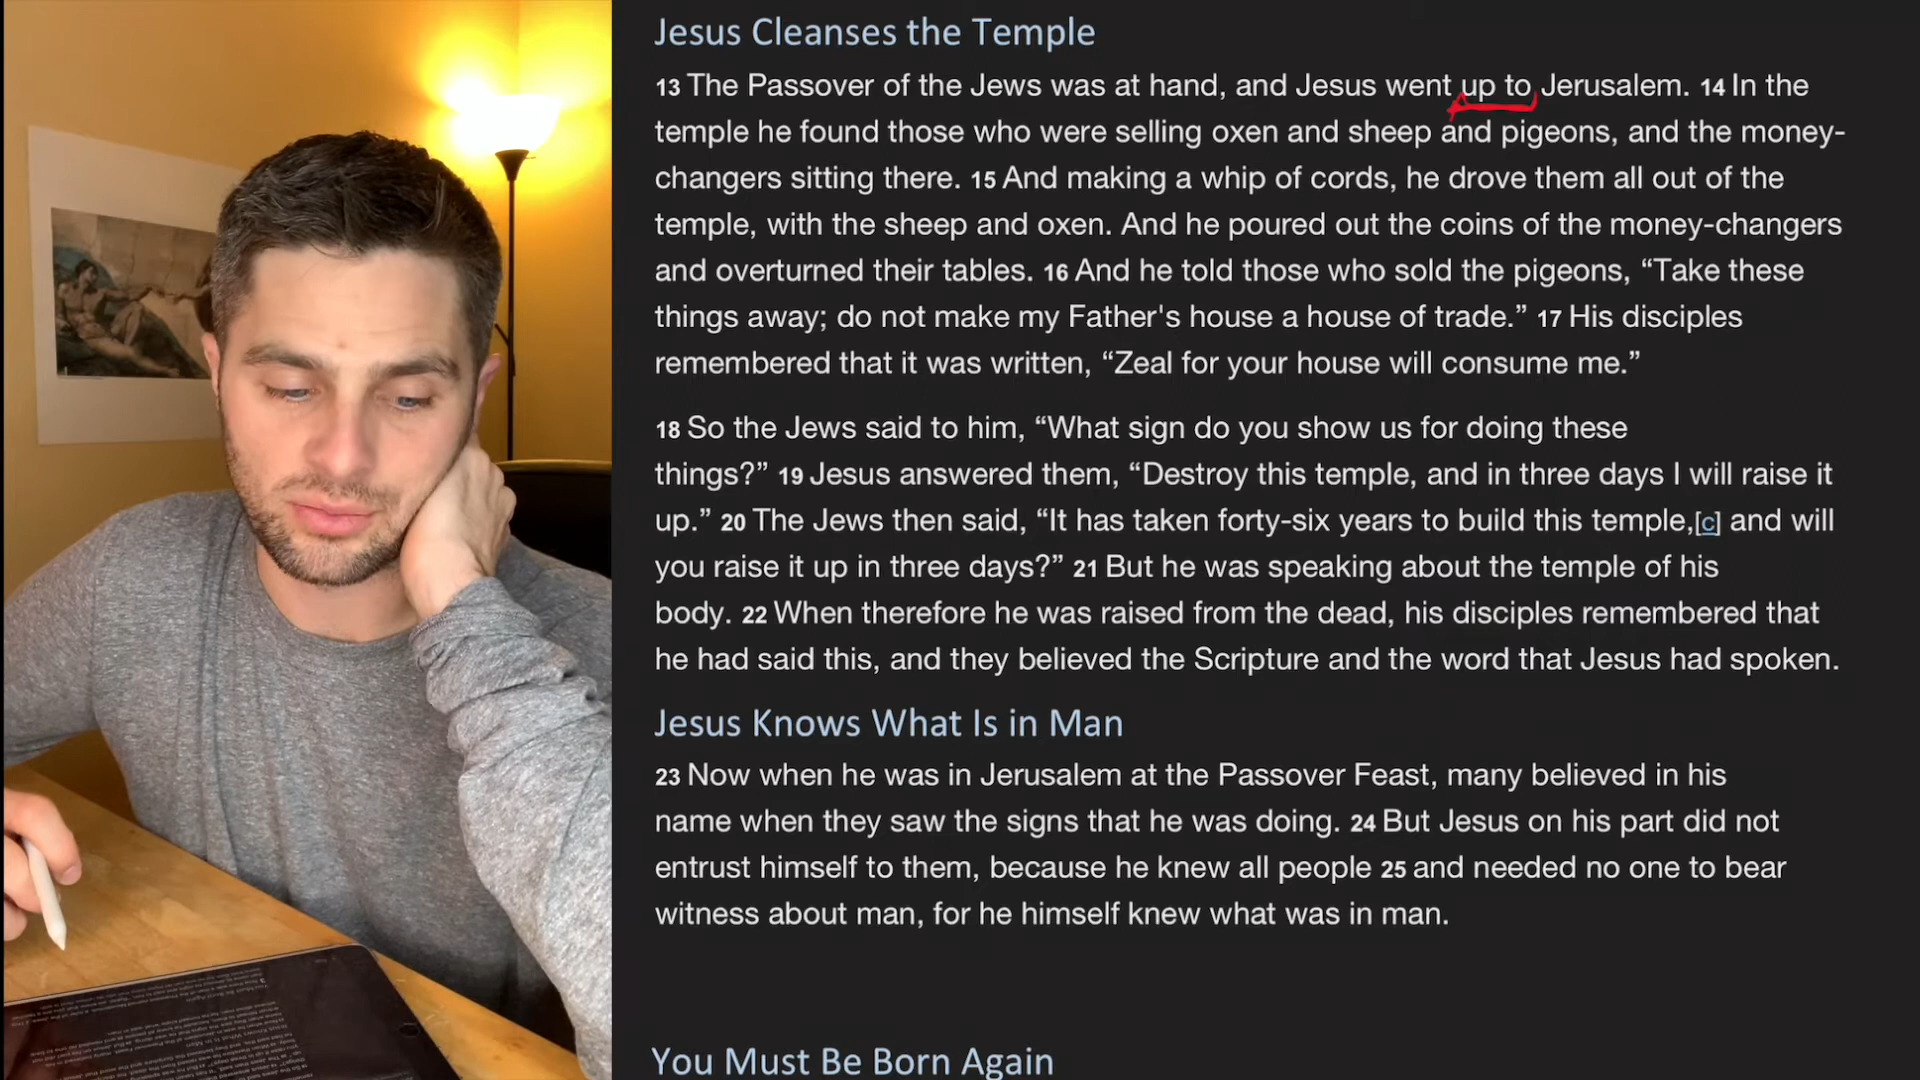 Jesus Cleanses the Temple
13 The Passover of the Jews was at hand, and Jesus went up to Jerusalem. 14 In the
temple he found those who were selling oxen and sheep and pigeons, and the money-
changers sitting there. 15 And making a whip of cords, he drove them all out of the
temple, with the sheep and oxen. And he poured out the coins of the money-changers
and overturned their tables. 16 And he told those who sold the pigeons, “Take these
things away; do not make my Father's house a house of trade.” 17 His disciples
remembered that it was written, “Zeal for your house will consume me.”
18 So the Jews said to him, “What sign do you show us for doing these
things?” 19 Jesus answered them, “Destroy this temple, and in three days I will raise it
up.” 20 The Jews then said, “It has taken forty-six years to build this temple,[c] and will
you raise it up in three days?” 21 But he was speaking about the temple of his
body. 22 When therefore he was raised from the dead, his disciples remembered that
he had said this, and they believed the Scripture and the word that Jesus had spoken.
Jesus Knows What Is in Man
23 Now when he was in Jerusalem at the Passover Feast, many believed in his
name when they saw the signs that he was doing. 24 But Jesus on his part did not
entrust himself to them, because he knew all people 25 and needed no one to bear
witness about man, for he himself knew what was in man.
You Must Be Born Again